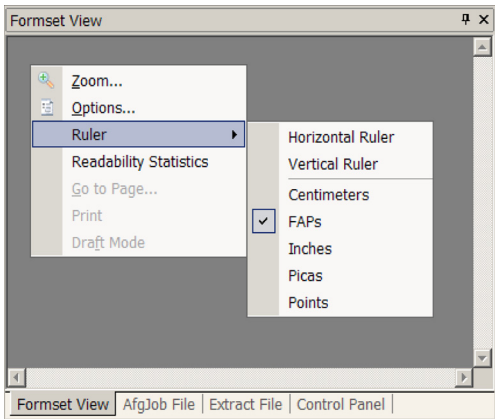 Formset View
Zoom...
Options...
Ruler
Readability Statistics
Go to Page...
Print
Draft Mode
Horizontal Ruler
Vertical Ruler
Centimeters
FAPs
Inches
Picas
Points
Formset View AfgJob File Extract File Control Panel